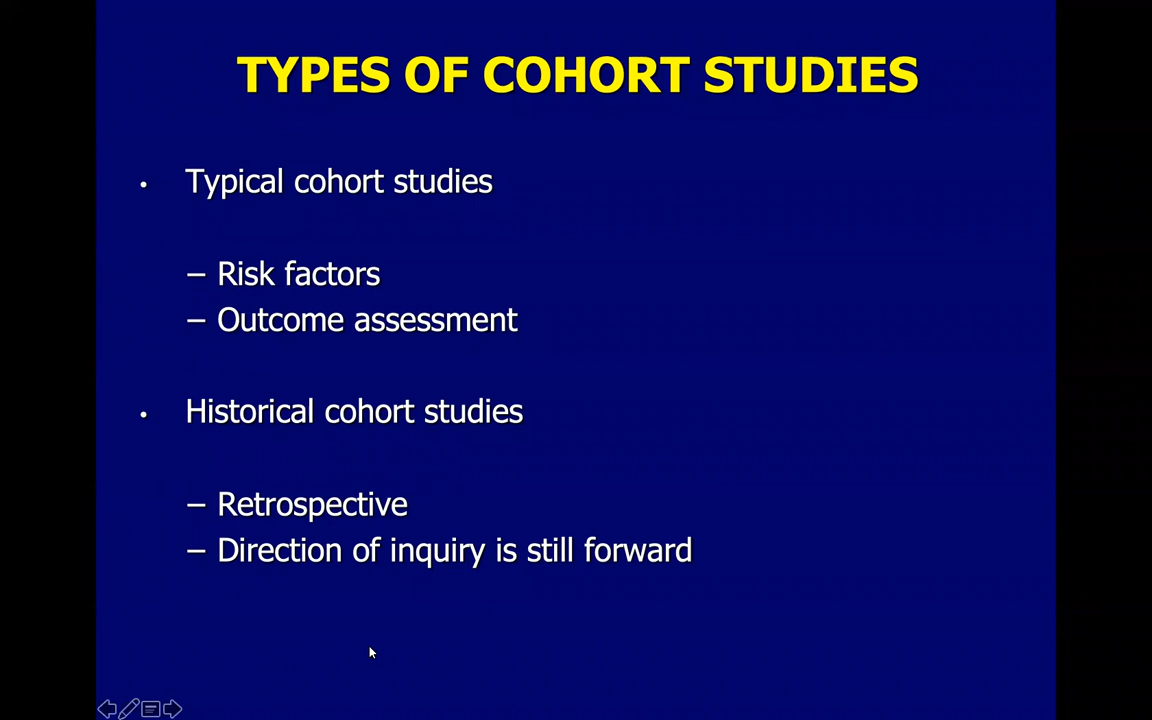 TYPES OF COHORT STUDIES
• Typical cohort studies
– Risk factors
– Outcome assessment
• Historical cohort studies
– Retrospective
– Direction of inquiry is still forward